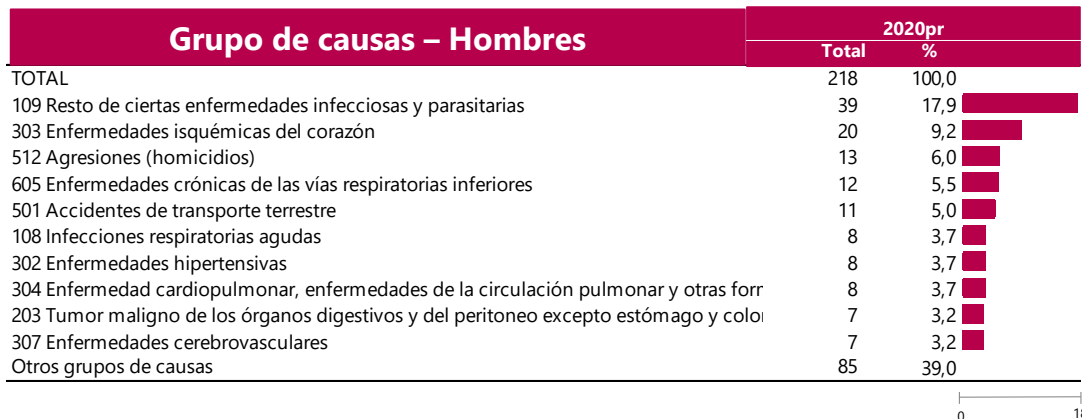 Grupo de causas – Hombres 2020pr
Total %
TOTAL 218 100,0
109 Resto de ciertas enfermedades infecciosas y parasitarias 39 17,9
303 Enfermedades isquémicas del corazón 20 9,2
512 Agresiones (homicidios) 13 6,0
605 Enfermedades crónicas de las vías respiratorias inferiores 12 5,5
501 Accidentes de transporte terrestre 11 5,0
108 Infecciones respiratorias agudas 8 3,7
302 Enfermedades hipertensivas 8 3,7
304 Enfermedad cardiopulmonar, enfermedades de la circulación pulmonar y otras forr 8 3,7
203 Tumor maligno de los órganos digestivos y del peritoneo excepto estómago y color 7 3,2
307 Enfermedades cerebrovasculares 7 3,2
Otros grupos de causas 85 39,0
0 18